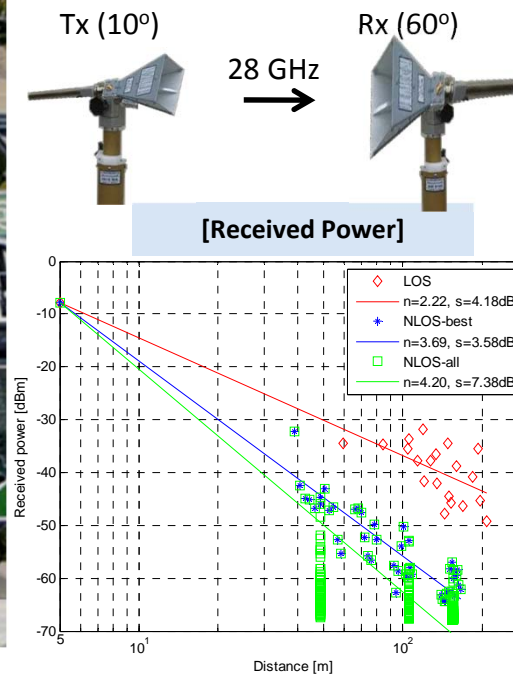 Tx (10º) Rx (60º)
28 GHz
[Received Power]
0
-10
-20
-30
-40
-50
-60
-70
Received power [dBm]
LOS
n=2.22, s=4.18dB
NLOS-best
n=3.69, s=3.58dB
NLOS-all
n=4.20, s=7.38dB
5 10¹ 10²
Distance [m]